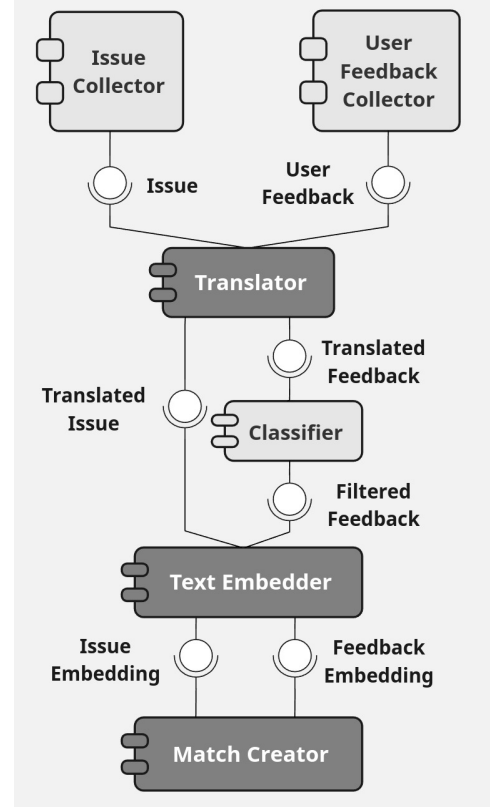 Issue
Collector
User
Feedback
Collector
Issue
User
Feedback
Translator
Translated
Feedback
Translated
Issue
Classifier
Filtered
Feedback
Text Embedder
Issue
Embedding
Feedback
Embedding
Match Creator